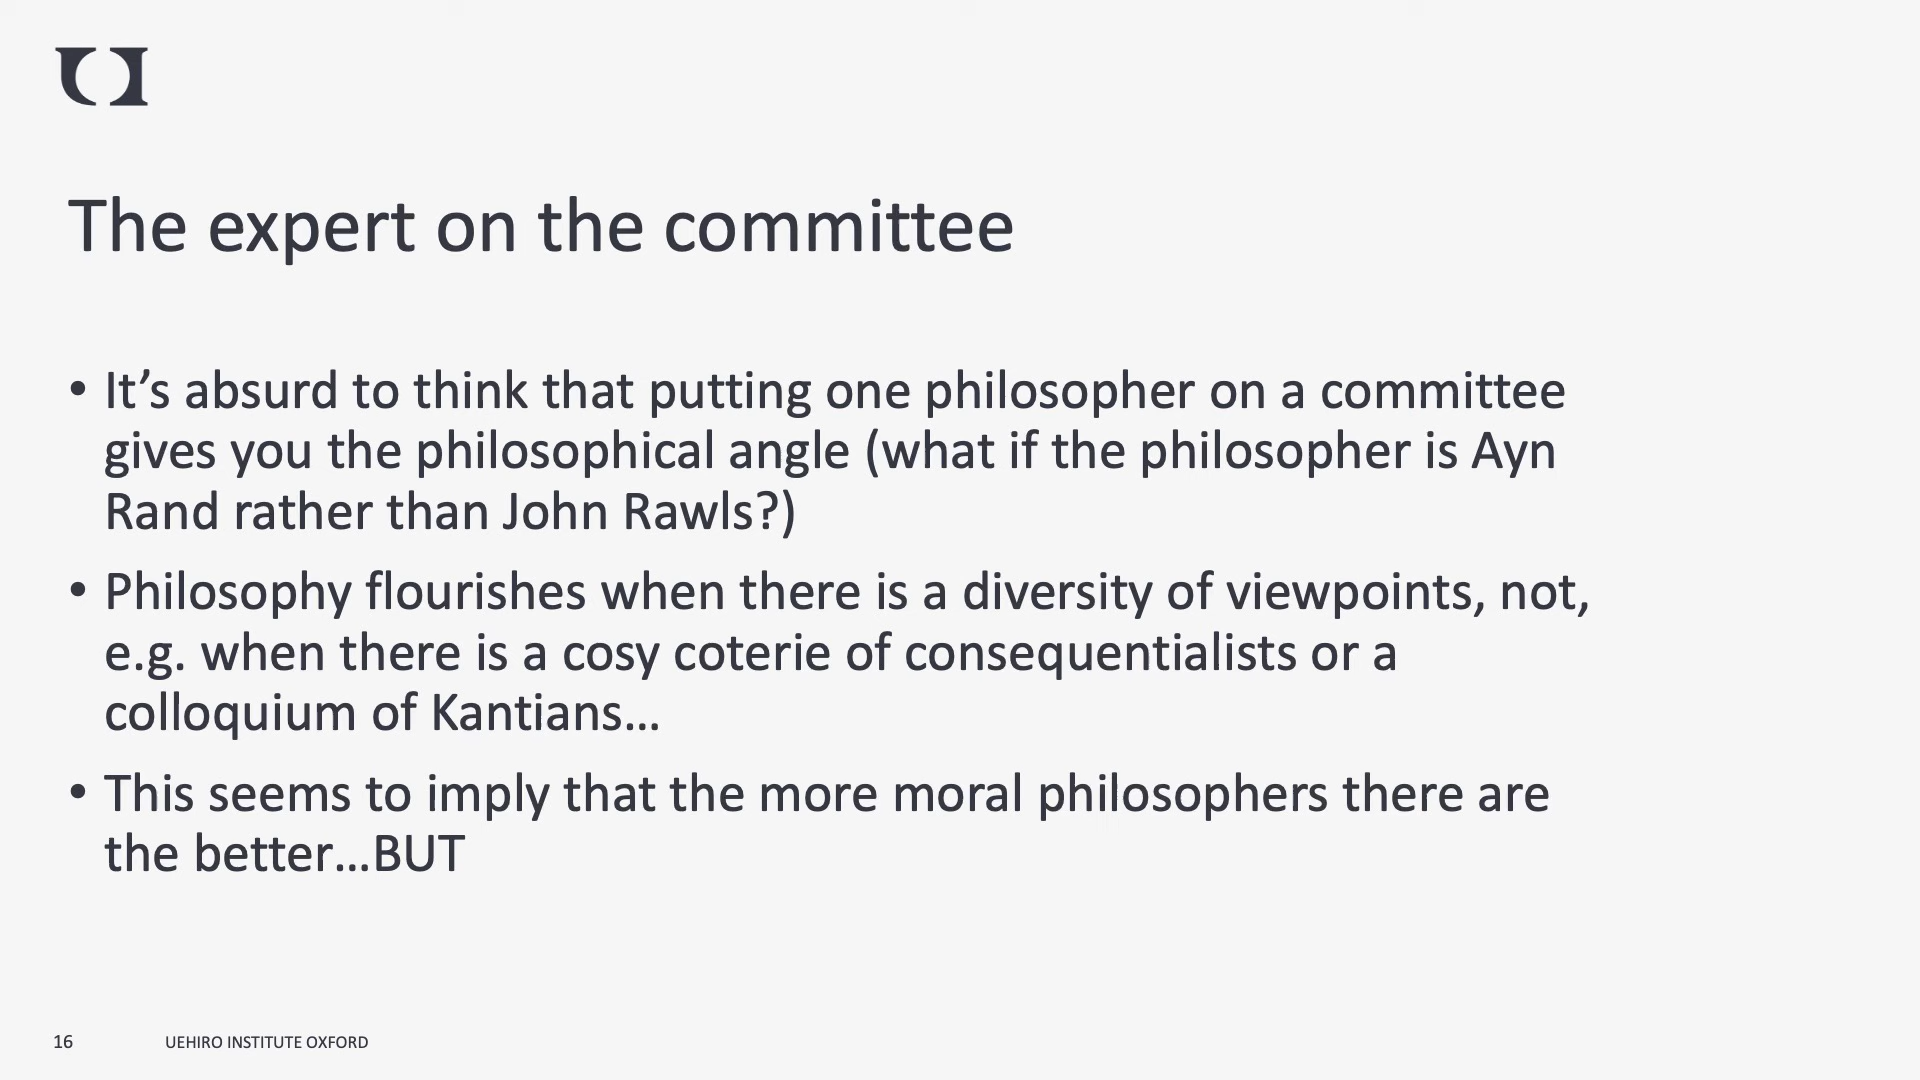 The expert on the committee
• It’s absurd to think that putting one philosopher on a committee
gives you the philosophical angle (what if the philosopher is Ayn
Rand rather than John Rawls?)
• Philosophy flourishes when there is a diversity of viewpoints, not,
e.g. when there is a cosy coterie of consequentialists or a
colloquium of Kantians…
• This seems to imply that the more moral philosophers there are
the better…BUT
16 UEHIRO INSTITUTE OXFORD